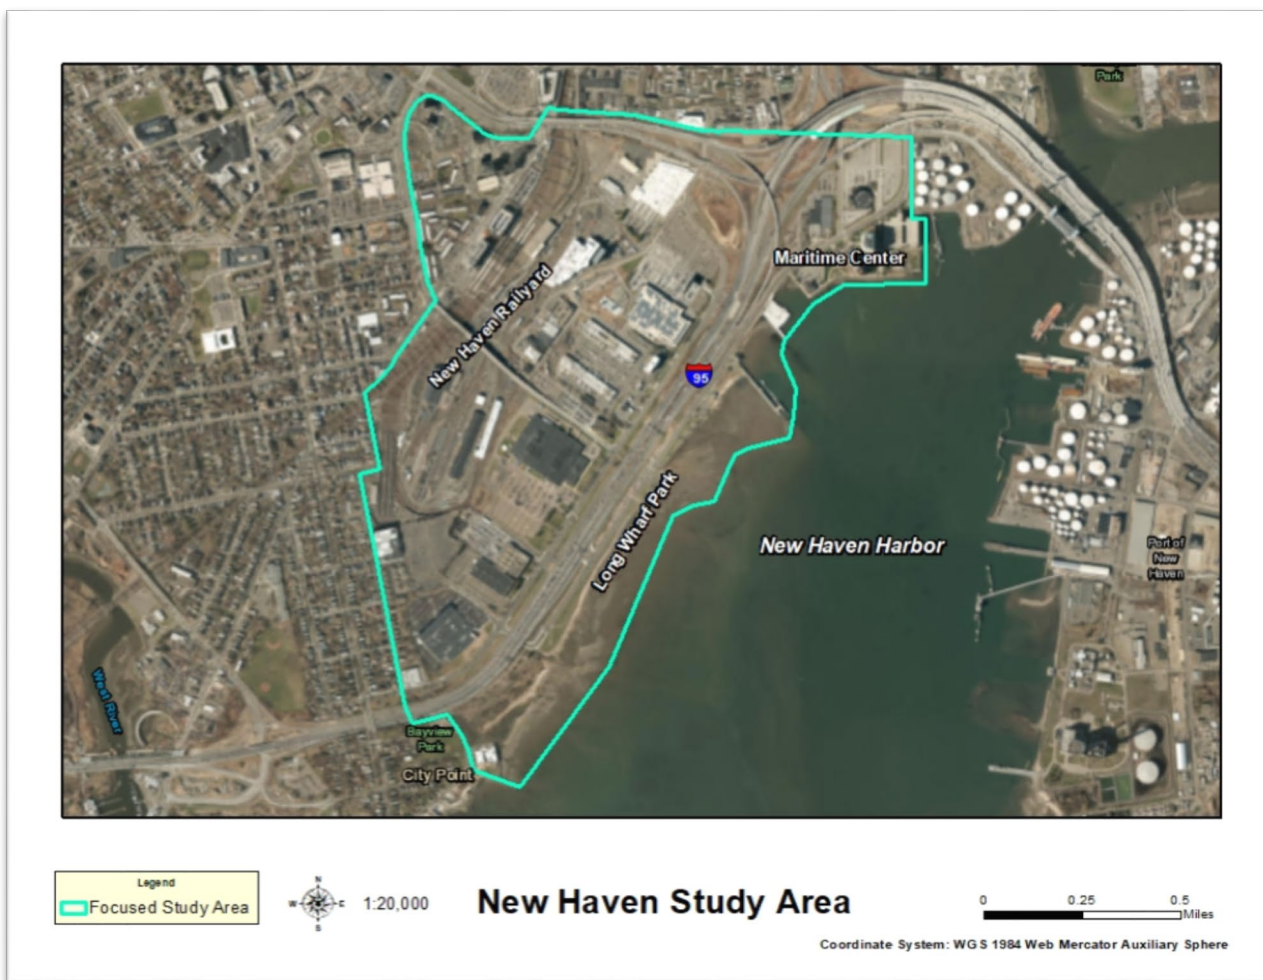 Park
Maritime Center
New Haven Railyard
95
Long Wharf Park
New Haven Harbor
Port of
New
Haven
West River
Bayview
Park
City Point
Legend
Focused Study Area
N
W
E
S
1:20,000
New Haven Study Area
0 0.25 0.5
Miles
Coordinate System: WGS 1984 Web Mercator Auxiliary Sphere